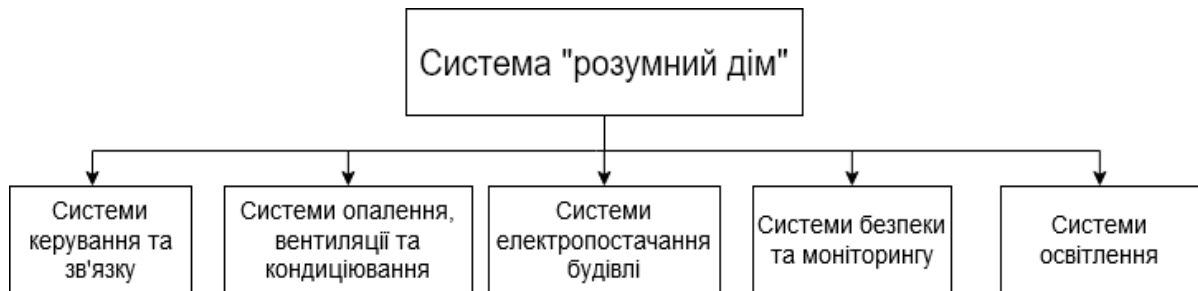 Система "розумний дім"
Системи
керування та
зв'язку
Системи опалення,
вентиляції та
кондиціювання
Системи
електропостачання
будівлі
Системи безпеки
та моніторингу
Системи
освітлення